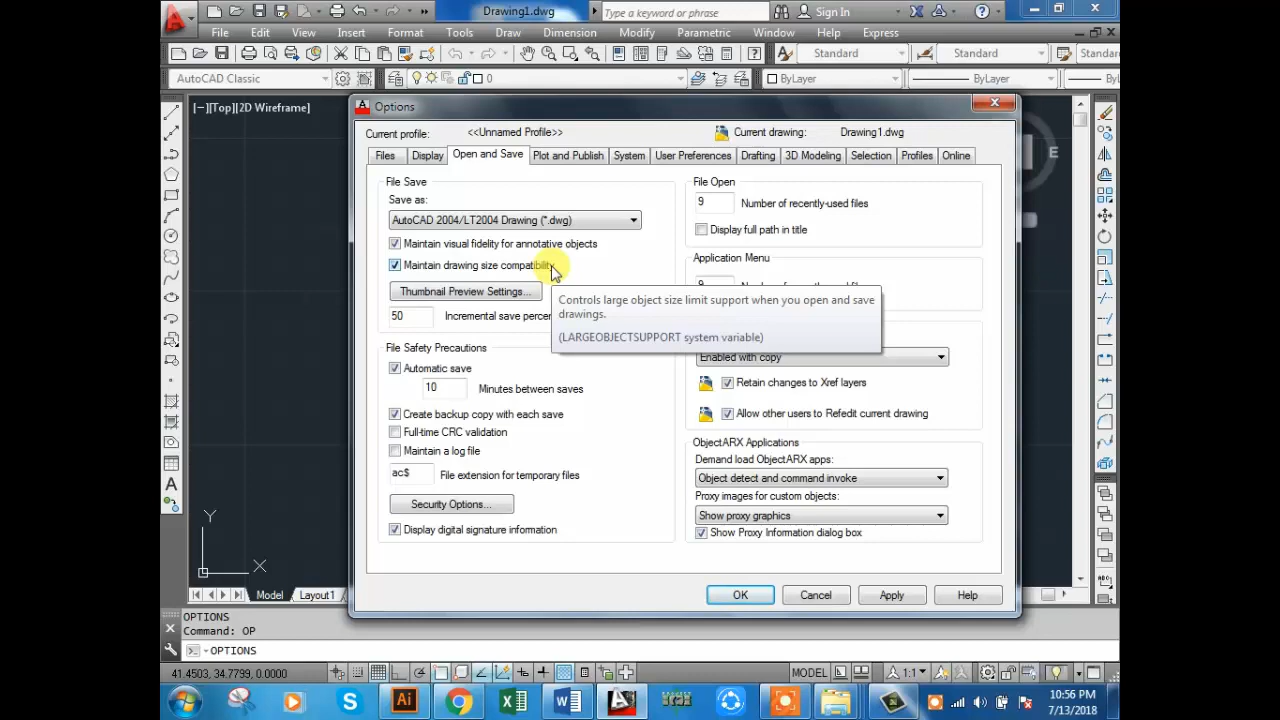 Drawing1.dwg
Type a keyword or phrase
Sign In
File Edit View Insert Format Tools Draw Dimension Modify Parametric Window Help Express
Standard
Standard
Standa
AutoCAD Classic
0
ByLayer
ByLayer
By
[−][Top][2D Wireframe]
E
Options
Current profile:
<<Unnamed Profile>>
Current drawing:
Drawing1.dwg
Files Display Open and Save Plot and Publish System User Preferences Drafting 3D Modeling Selection Profiles Online
File Save
Save as:
AutoCAD 2004/LT2004 Drawing (*.dwg)
Maintain visual fidelity for annotative objects
Maintain drawing size compatibility
Thumbnail Preview Settings...
50
Incremental save percen
File Safety Precautions
Automatic save
10
Minutes between saves
Create backup copy with each save
Full-time CRC validation
Maintain a log file
ac$
File extension for temporary files
Security Options...
Display digital signature information
File Open
9
Number of recently-used files
Display full path in title
Application Menu
Controls large object size limit support when you open and save
drawings.
(LARGEOBJECTSUPPORT system variable)
Enabled with copy
Retain changes to Xref layers
Allow other users to Refedit current drawing
ObjectARX Applications
Demand load ObjectARX apps:
Object detect and command invoke
Proxy images for custom objects:
Show proxy graphics
Show Proxy Information dialog box
OK
Cancel
Apply
Help
Y
X
Model
Layout1
OPTIONS
Command: OP
OPTIONS
41.4503, 34.7799, 0.0000
MODEL
1:1
10:56 PM
7/13/2018